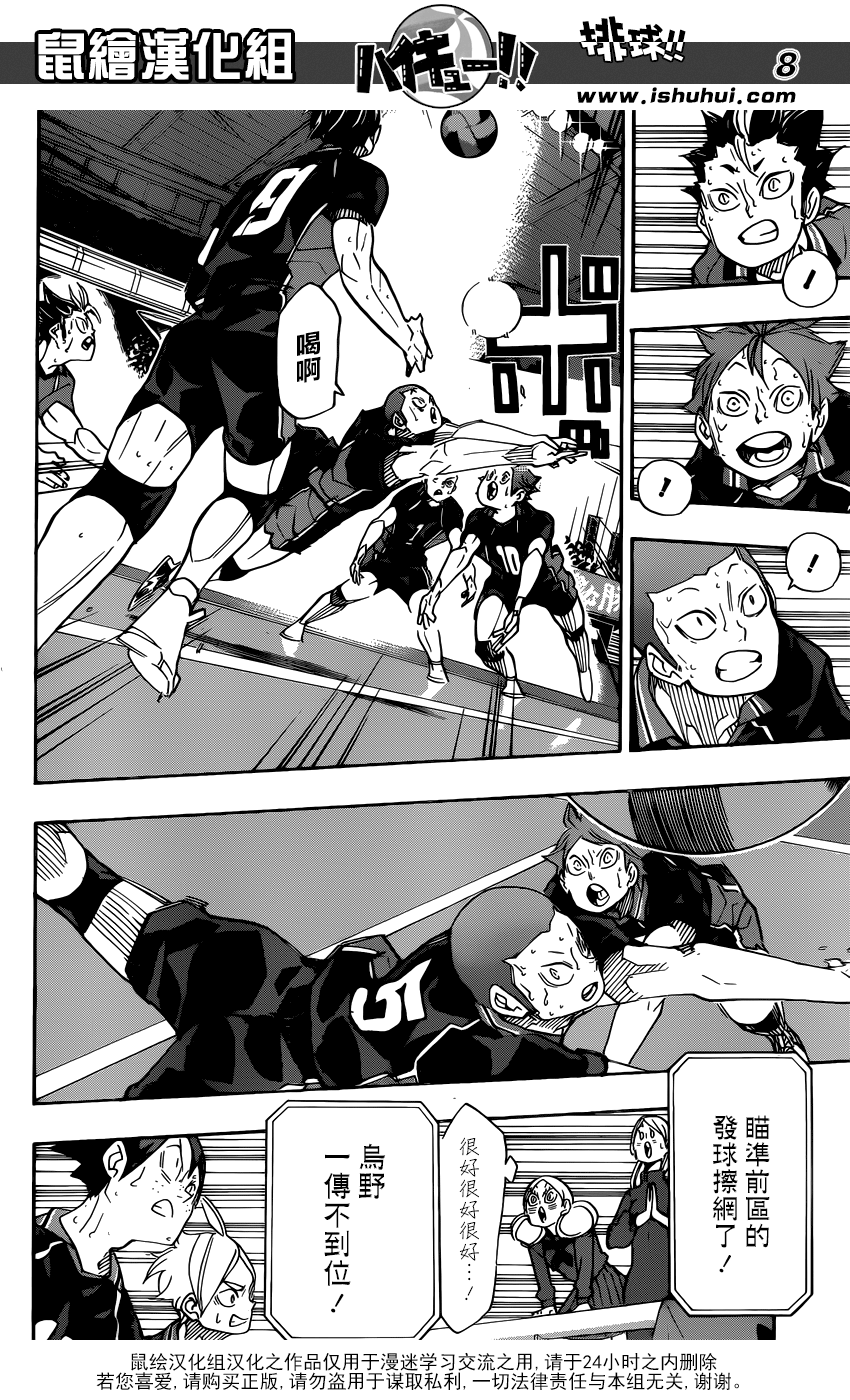 鼠繪漢化組
ハイキュー!!
排球!!
8
www.ishuhui.com
!
!
!
9
喝
啊
1
10
5
瞄準前區的
發球擦網了！
很好很好很好…！
烏野
一傳不到位！
鼠绘汉化组汉化之作品仅用于漫迷学习交流之用, 请于24小时之内删除
若您喜爱, 请购买正版, 请勿盗用于谋取私利, 一切法律责任与本组无关, 谢谢。